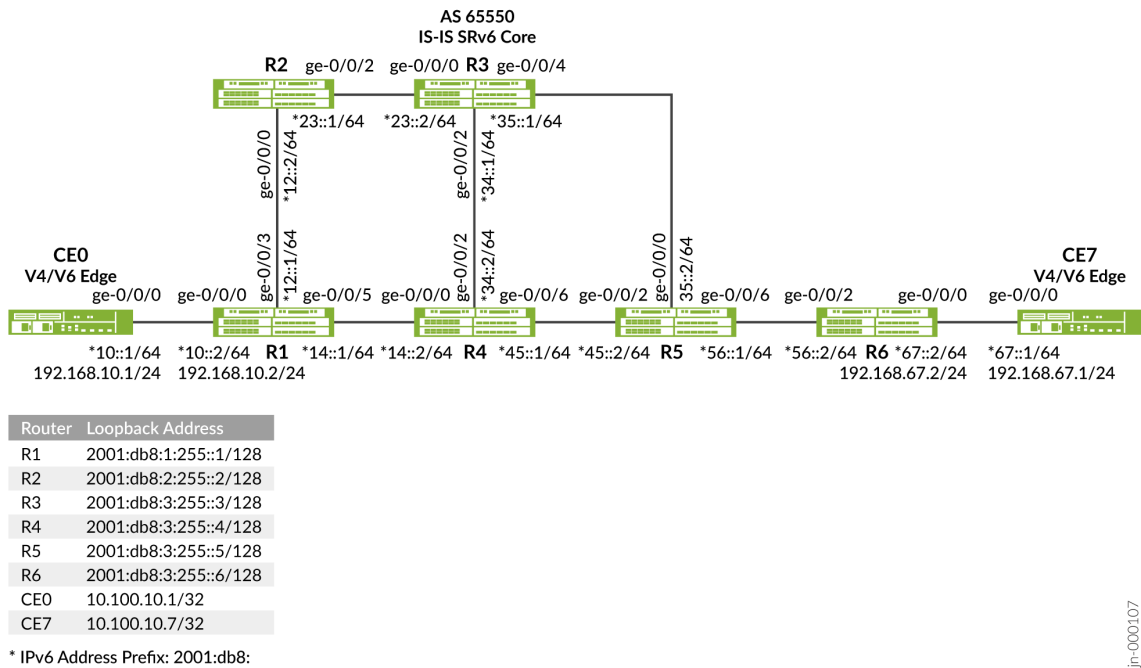 AS 65550
IS-IS SRv6 Core
R2 ge-0/0/2 ge-0/0/0 R3 ge-0/0/4
*23::1/64 *23::2/64 *35::1/64
ge-0/0/0
*12::2/64
ge-0/0/2
*34::1/64
ge-0/0/3
*12::1/64
ge-0/0/2
*34::2/64
ge-0/0/0
35::2/64
CE0
V4/V6 Edge
CE7
V4/V6 Edge
ge-0/0/0 ge-0/0/0 ge-0/0/5 ge-0/0/0 ge-0/0/6 ge-0/0/2 ge-0/0/6 ge-0/0/2 ge-0/0/0 ge-0/0/0
*10::1/64 *10::2/64 R1 *14::1/64 *14::2/64 R4 *45::1/64 *45::2/64 R5 *56::1/64 *56::2/64 R6 *67::2/64 *67::1/64
192.168.10.1/24 192.168.10.2/24 192.168.67.2/24 192.168.67.1/24
Router Loopback Address
R1 2001:db8:1:255::1/128
R2 2001:db8:2:255::2/128
R3 2001:db8:3:255::3/128
R4 2001:db8:3:255::4/128
R5 2001:db8:3:255::5/128
R6 2001:db8:3:255::6/128
CE0 10.100.10.1/32
CE7 10.100.10.7/32
* IPv6 Address Prefix: 2001:db8:
jn-000107